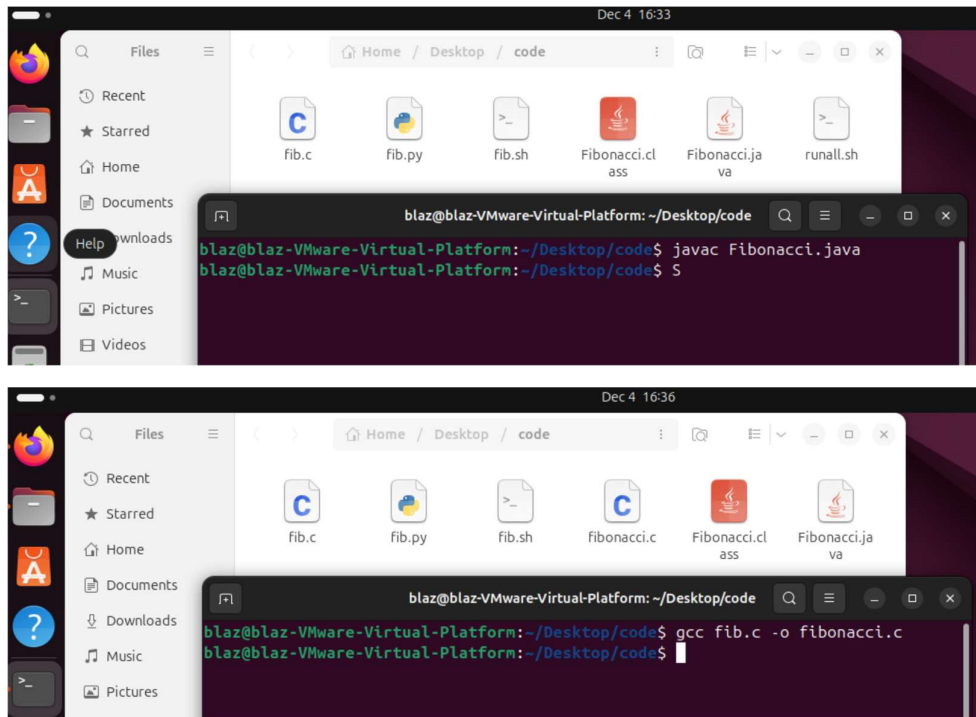 Dec 4 16:33
Files
Home / Desktop / code
Recent
Starred
Home
Documents
Help
wnloads
Music
Pictures
Videos
fib.c
fib.py
fib.sh
Fibonacci.cl
ass
Fibonacci.ja
va
runall.sh
blaz@blaz-VMware-Virtual-Platform: ~/Desktop/code
blaz@blaz-VMware-Virtual-Platform:~/Desktop/code$ javac Fibonacci.java
blaz@blaz-VMware-Virtual-Platform:~/Desktop/code$ S
Dec 4 16:36
Files
Home / Desktop / code
Recent
Starred
Home
Documents
Downloads
Music
Pictures
fib.c
fib.py
fib.sh
fibonacci.c
Fibonacci.cl
ass
Fibonacci.ja
va
blaz@blaz-VMware-Virtual-Platform: ~/Desktop/code
blaz@blaz-VMware-Virtual-Platform:~/Desktop/code$ gcc fib.c -o fibonacci.c
blaz@blaz-VMware-Virtual-Platform:~/Desktop/code$